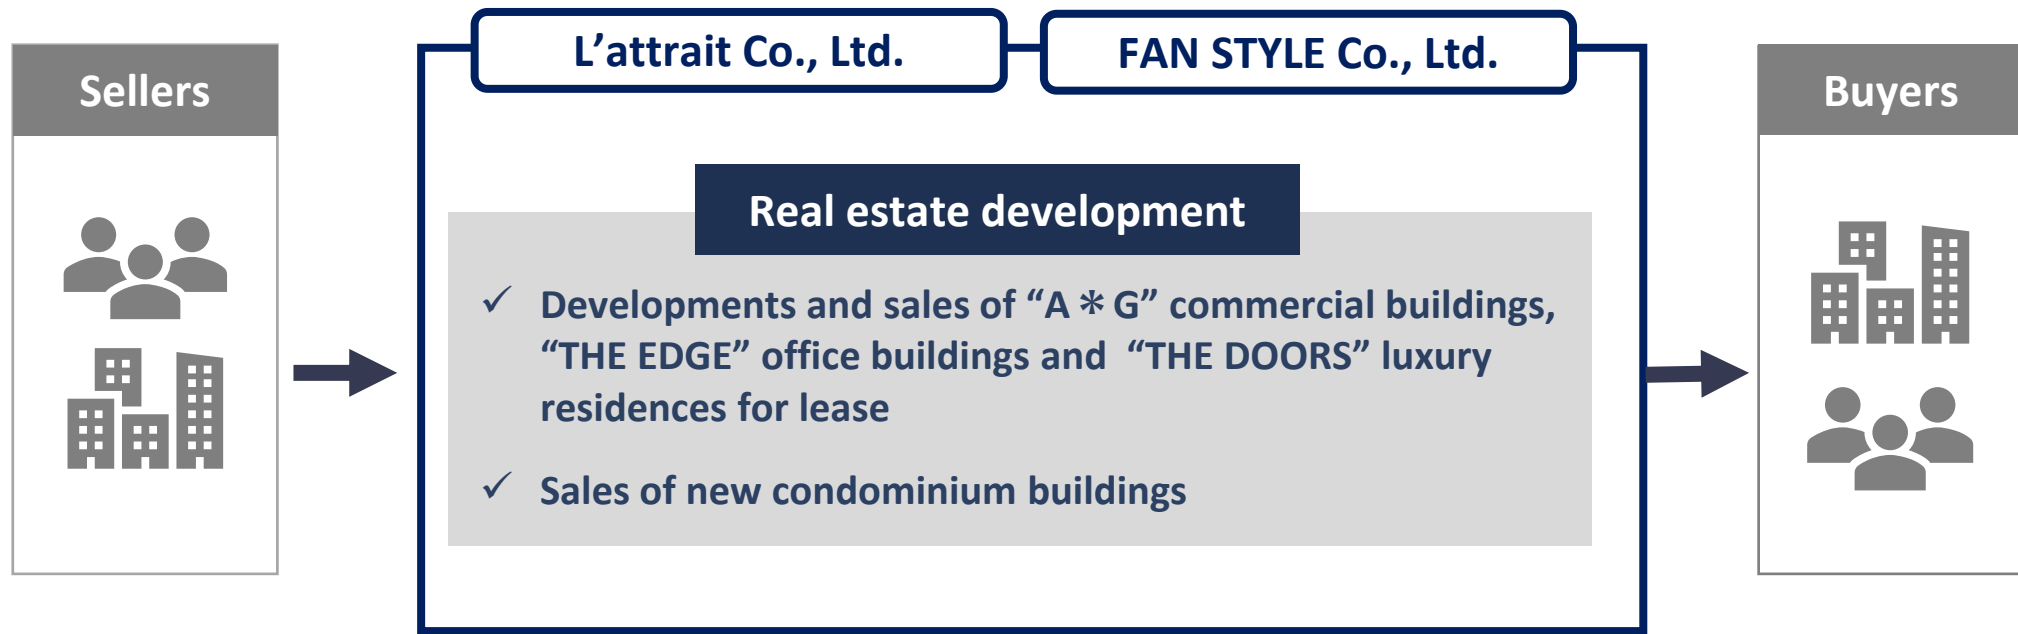 L’attrait Co., Ltd.
FAN STYLE Co., Ltd.
Sellers
Buyers
Real estate development
✓ Developments and sales of “A＊G” commercial buildings,
“THE EDGE” office buildings and “THE DOORS” luxury
residences for lease
✓ Sales of new condominium buildings